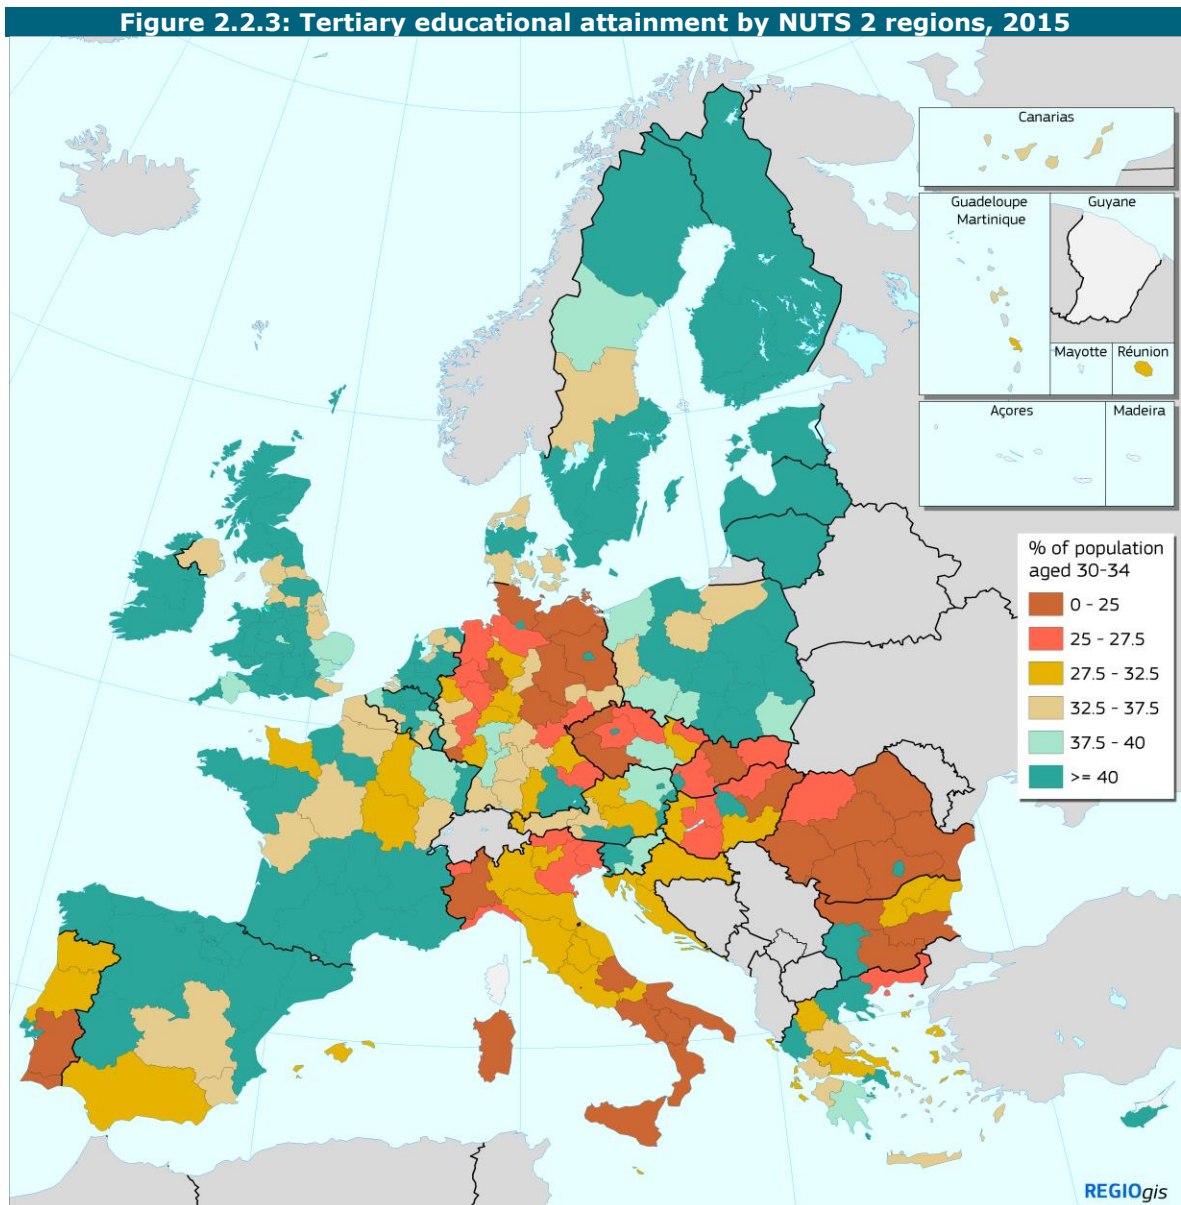 Figure 2.2.3: Tertiary educational attainment by NUTS 2 regions, 2015
Canarias
Guadeloupe
Martinique
Guyane
Mayotte
Réunion
Açores
Madeira
% of population
aged 30-34
0 - 25
25 - 27.5
27.5 - 32.5
32.5 - 37.5
37.5 - 40
>= 40
REGIOgis